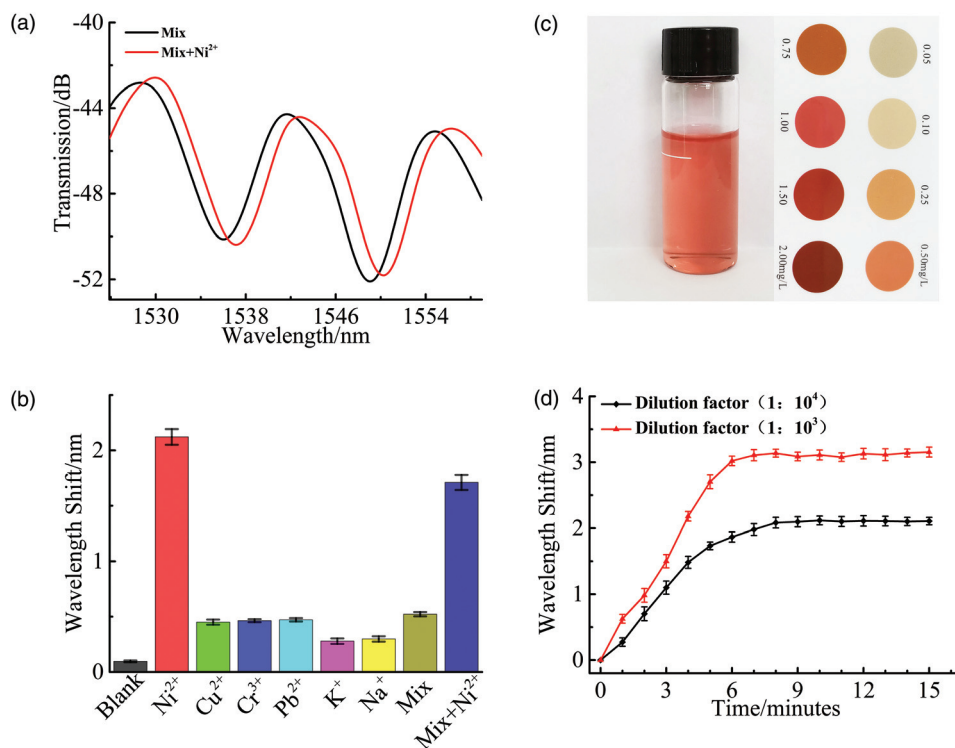 (a)
Mix
Mix+Ni²⁺
-40
-44
-48
-52
Transmission/dB
1530
1538
1546
1554
Wavelength/nm
(c)
0.75
0.05
1.00
0.10
1.50
0.25
2.00mg/L
0.50mg/L
(b)
2
1
0
Wavelength Shift/nm
Blank
Ni²⁺
Cu²⁺
Cr³⁺
Pb²⁺
K⁺
Na⁺
Mix
Mix+Ni²⁺
(d)
Dilution factor（1：10⁴）
Dilution factor（1：10³）
4
3
2
1
0
Wavelength Shift/nm
0
3
6
9
12
15
Time/minutes